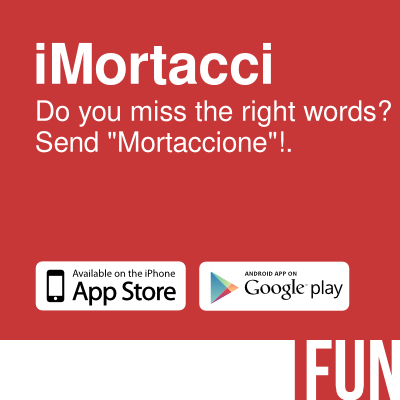 iMortacci
Do you miss the right words?
Send "Mortaccione"!.
Available on the iPhone
App Store
ANDROID APP ON
Google play
FUN